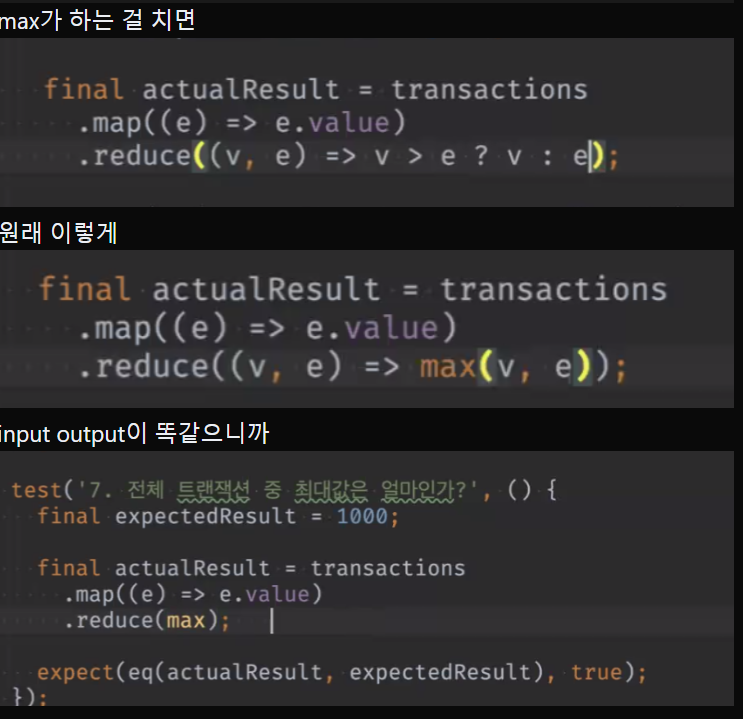 max가 하는 걸 치면
final actualResult = transactions
.map((e) => e.value)
.reduce((v, e) => v > e ? v : e);
원래 이렇게
final actualResult = transactions
.map((e) => e.value)
.reduce((v, e) => max(v, e));
input output이 똑같으니까
test('7. 전체 트랜잭션 중 최대값은 얼마인가?', () {
final expectedResult = 1000;
final actualResult = transactions
.map((e) => e.value)
.reduce(max);
expect(eq(actualResult, expectedResult), true);
});